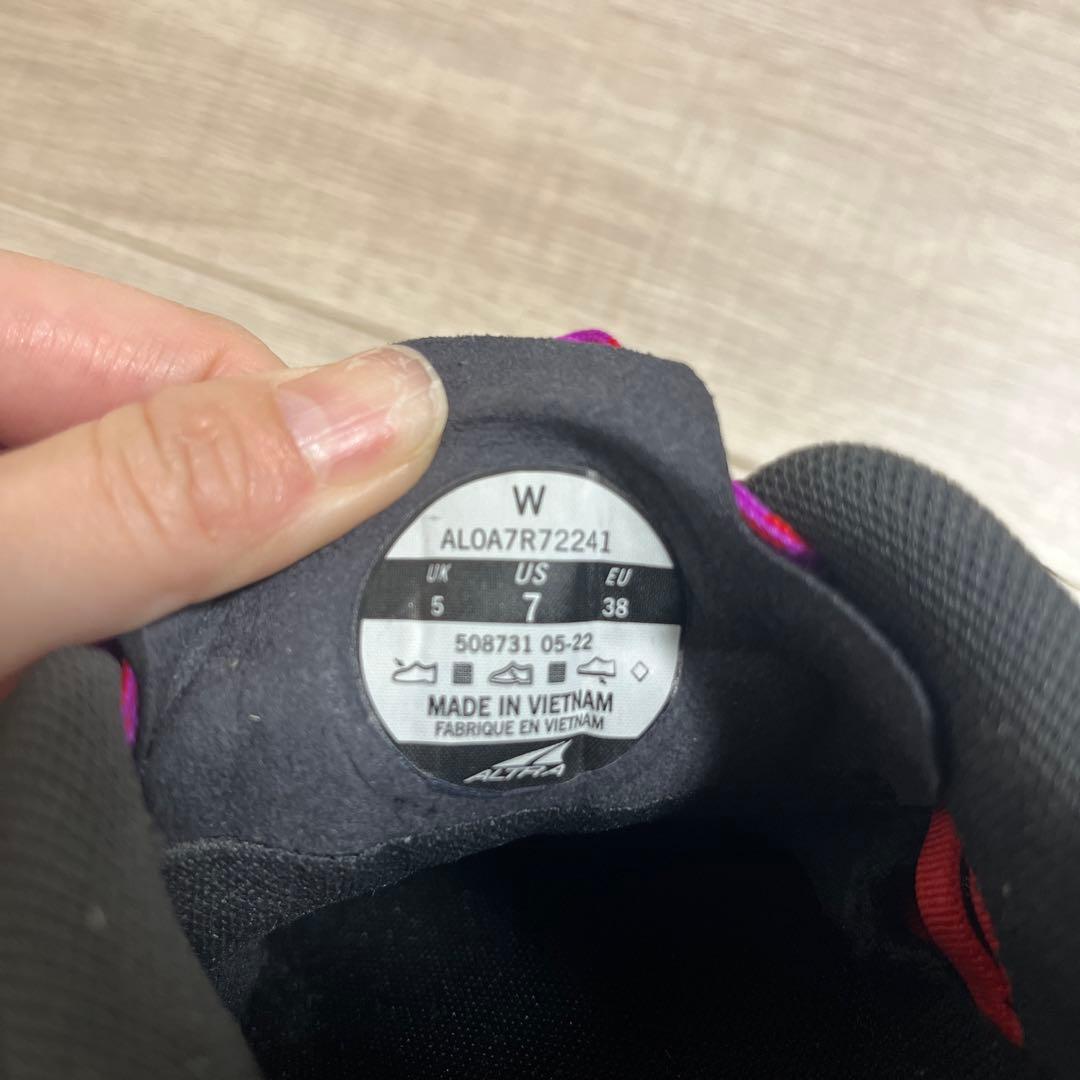 W
AL0A7R72241
UK US EU
5 7 38
508731 05-22
MADE IN VIETNAM
FABRIQUE EN VIETNAM
ALTRA